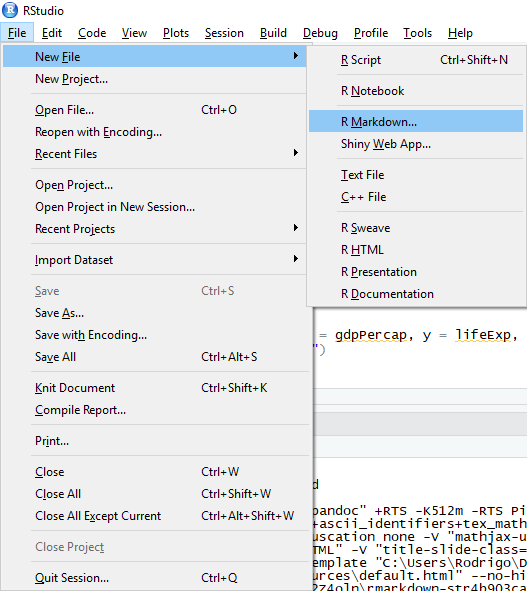 RStudio
File Edit Code View Plots Session Build Debug Profile Tools Help
New File
New Project...
Open File... Ctrl+O
Reopen with Encoding...
Recent Files
Open Project...
Open Project in New Session...
Recent Projects
Import Dataset
Save Ctrl+S
Save As...
Save with Encoding...
Save All Ctrl+Alt+S
Knit Document Ctrl+Shift+K
Compile Report...
Print...
Close Ctrl+W
Close All Ctrl+Shift+W
Close All Except Current Ctrl+Alt+Shift+W
Close Project
Quit Session... Ctrl+Q
R Script Ctrl+Shift+N
R Notebook
R Markdown...
Shiny Web App...
Text File
C++ File
R Sweave
R HTML
R Presentation
R Documentation
= gdpPercap, y = lifeExp,
")
d
pandoc" +RTS -K512m -RTS Pi
+ascii_identifiers+tex_math
uscation none -V "mathjax-u
TML" -V "title-slide-class=
emplate "C:\Users\Rodrigo\D
urces\default.html" --no-hi